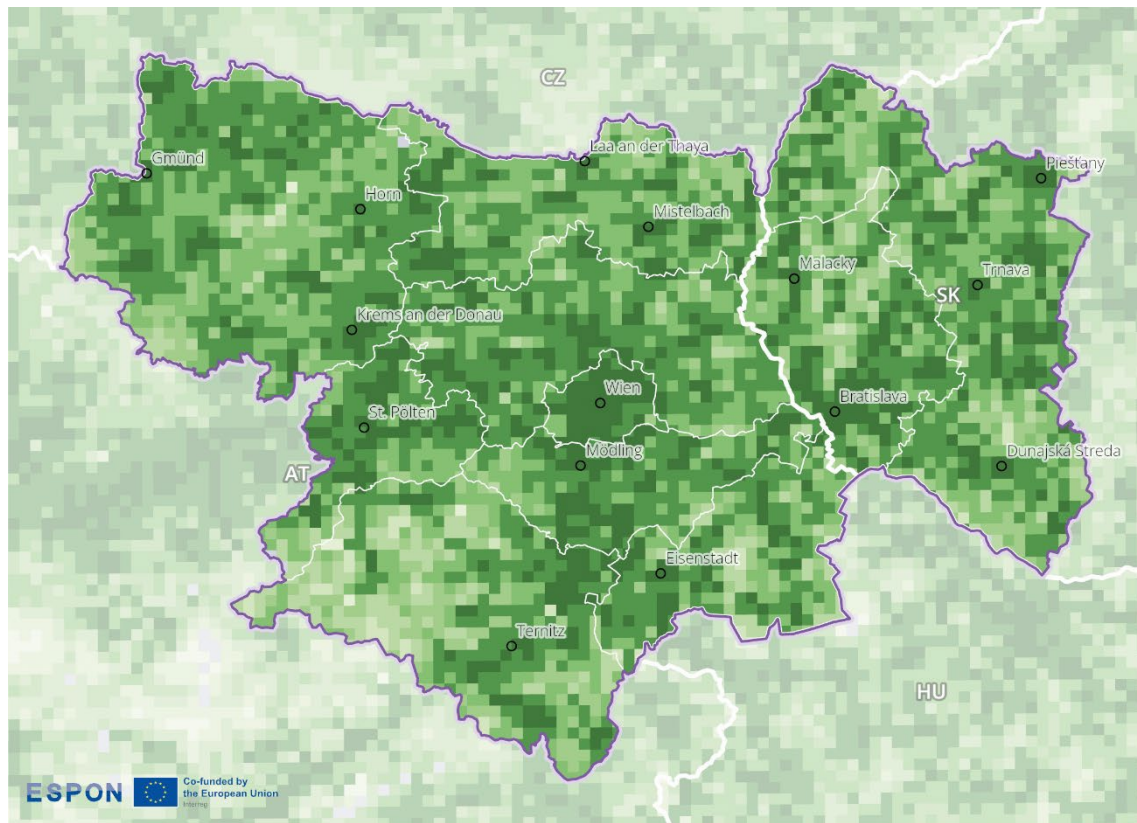 CZ
Laa an der Thaya
Gmünd
Piešťany
Horn
Mistelbach
Malacky
Trnava
SK
Krems an der Donau
Wien
Bratislava
St. Pölten
Mödling
Dunajská Streda
AT
Eisenstadt
Ternitz
HU
ESPON
Co-funded by
the European Union
Interreg